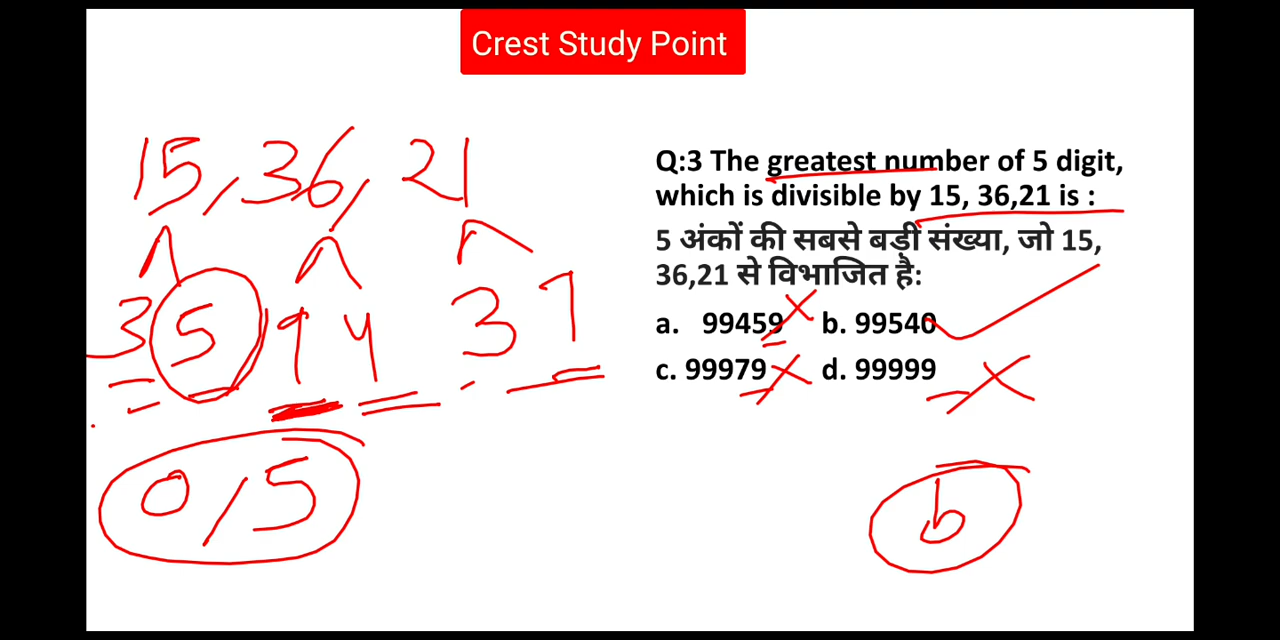 Crest Study Point
15, 36, 21
3 5 9 4 3 7
0/5
Q:3 The greatest number of 5 digit,
which is divisible by 15, 36,21 is :
5 अंकों की सबसे बड़ी संख्या, जो 15,
36,21 से विभाजित है:
a. 99459 b. 99540
c. 99979 d. 99999
b